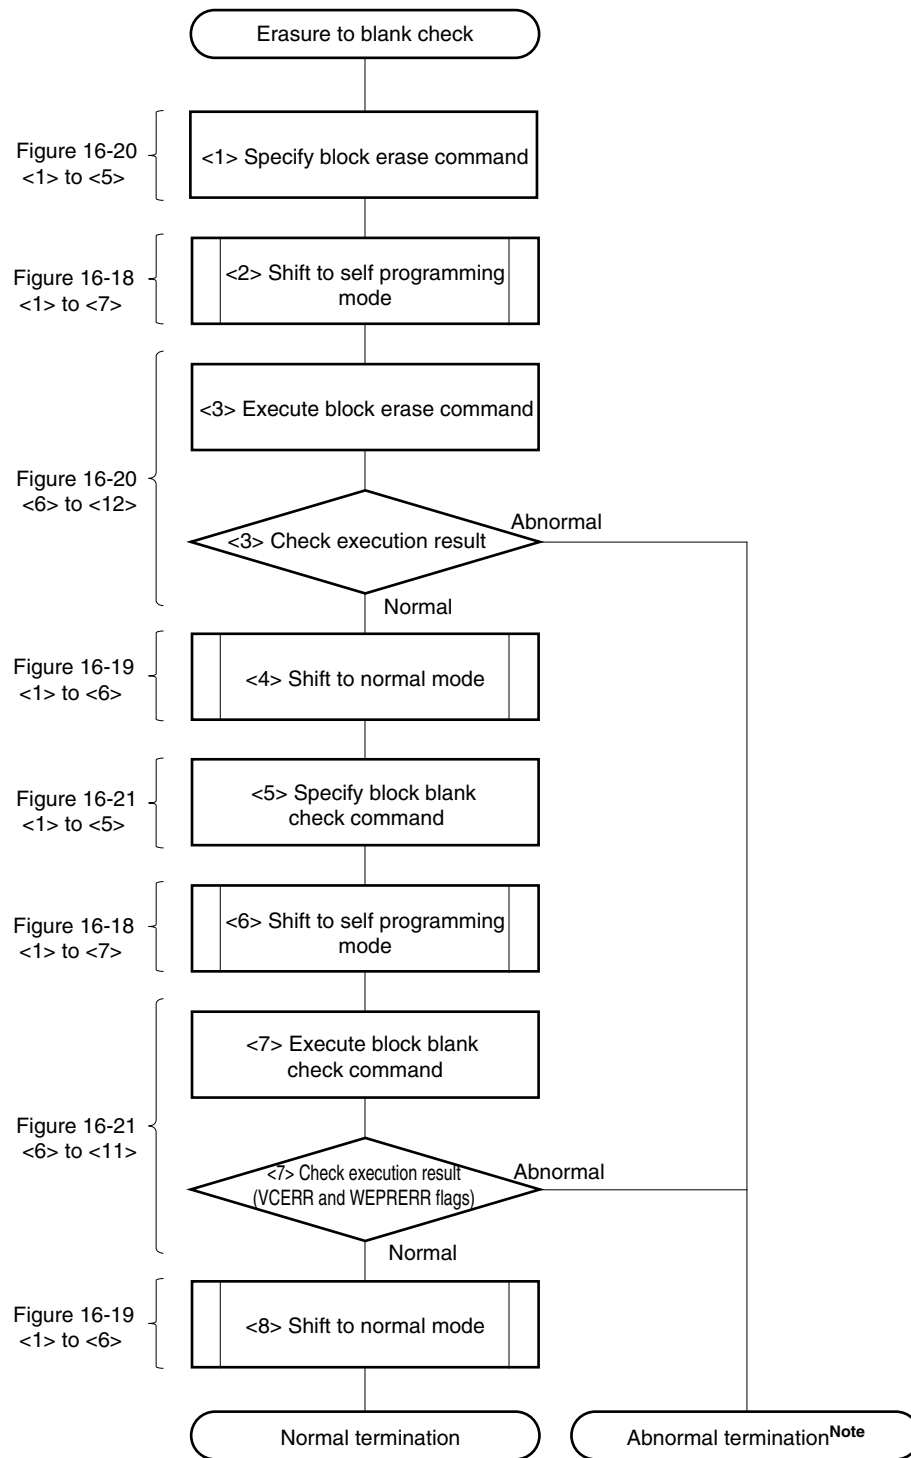 Erasure to blank check
Figure 16-20
<1> to <5>
<1> Specify block erase command
Figure 16-18
<1> to <7>
<2> Shift to self programming
mode
<3> Execute block erase command
Figure 16-20
<6> to <12>
<3> Check execution result
Abnormal
Normal
Figure 16-19
<1> to <6>
<4> Shift to normal mode
Figure 16-21
<1> to <5>
<5> Specify block blank
check command
Figure 16-18
<1> to <7>
<6> Shift to self programming
mode
<7> Execute block blank
check command
Figure 16-21
<6> to <11>
<7> Check execution result
(VCERR and WEPRERR flags)
Abnormal
Normal
Figure 16-19
<1> to <6>
<8> Shift to normal mode
Normal termination
Abnormal termination Note